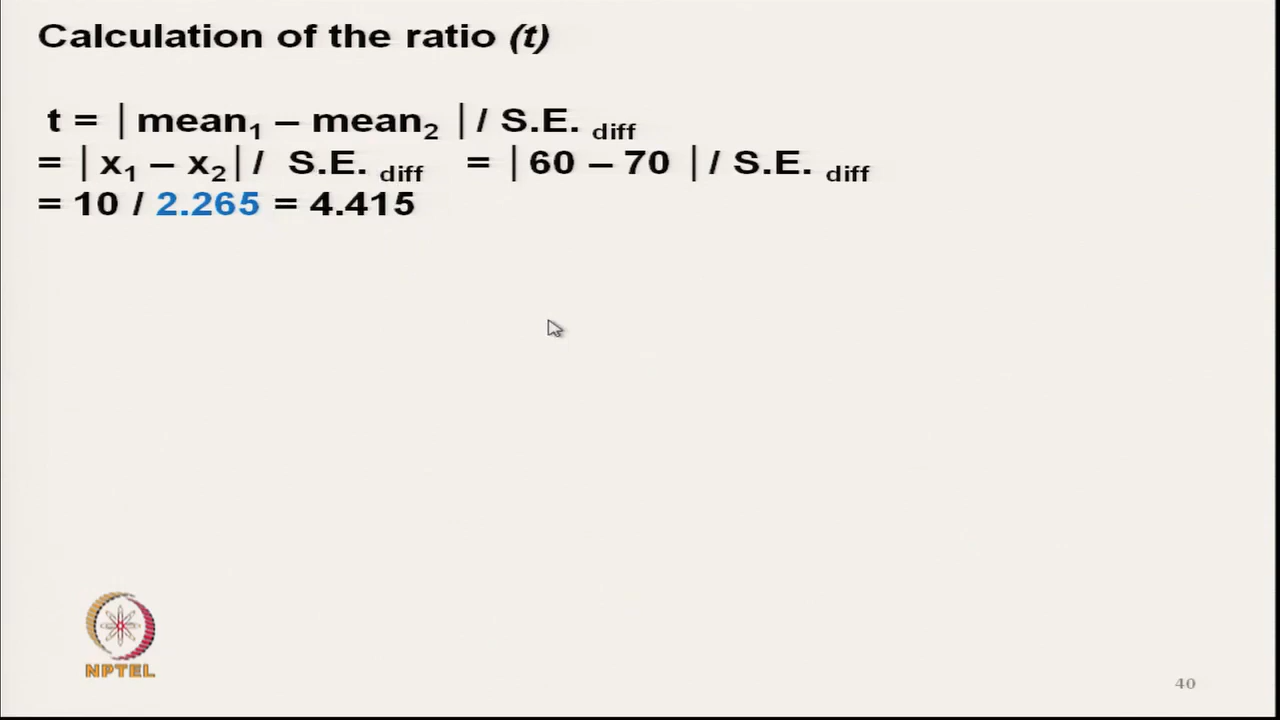 Calculation of the ratio (t)
t = |mean₁ – mean₂ | / S.E. diff
= |x₁ – x₂| / S.E. diff = |60 – 70 | / S.E. diff
= 10 / 2.265 = 4.415
NPTEL
40